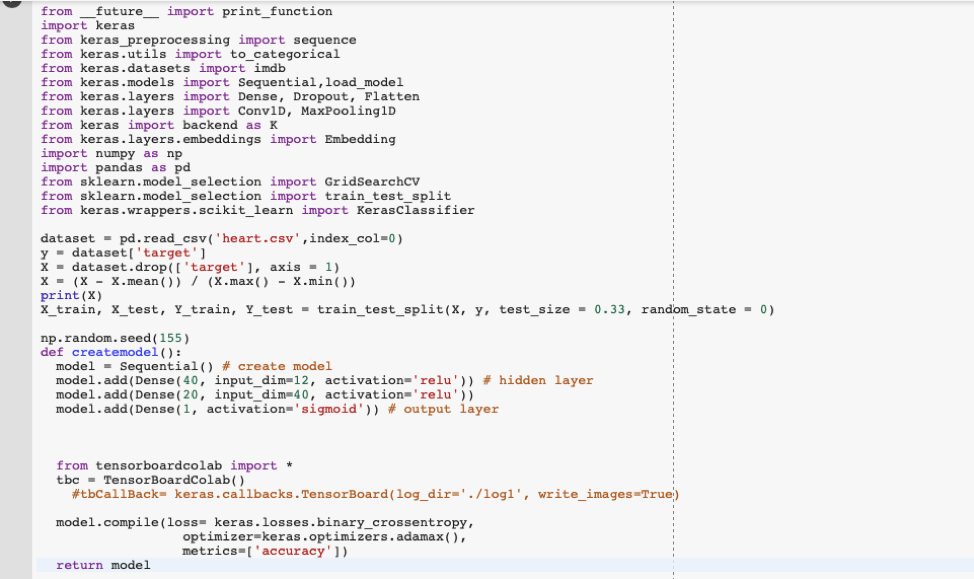 from __future__ import print_function
import keras
from keras_preprocessing import sequence
from keras.utils import to_categorical
from keras.datasets import imdb
from keras.models import Sequential,load_model
from keras.layers import Dense, Dropout, Flatten
from keras.layers import Conv1D, MaxPooling1D
from keras import backend as K
from keras.layers.embeddings import Embedding
import numpy as np
import pandas as pd
from sklearn.model_selection import GridSearchCV
from sklearn.model_selection import train_test_split
from keras.wrappers.scikit_learn import KerasClassifier

dataset = pd.read_csv('heart.csv',index_col=0)
y = dataset['target']
X = dataset.drop(['target'], axis = 1)
X = (X - X.mean()) / (X.max() - X.min())
print(X)
X_train, X_test, Y_train, Y_test = train_test_split(X, y, test_size = 0.33, random_state = 0)

np.random.seed(155)
def createmodel():
  model = Sequential() # create model
  model.add(Dense(40, input_dim=12, activation='relu')) # hidden layer
  model.add(Dense(20, input_dim=40, activation='relu'))
  model.add(Dense(1, activation='sigmoid')) # output layer

  from tensorboardcolab import *
  tbc = TensorBoardColab()
    #tbCallBack= keras.callbacks.TensorBoard(log_dir='./log1', write_images=True)

  model.compile(loss= keras.losses.binary_crossentropy,
                  optimizer=keras.optimizers.adamax(),
                  metrics=['accuracy'])
  return model